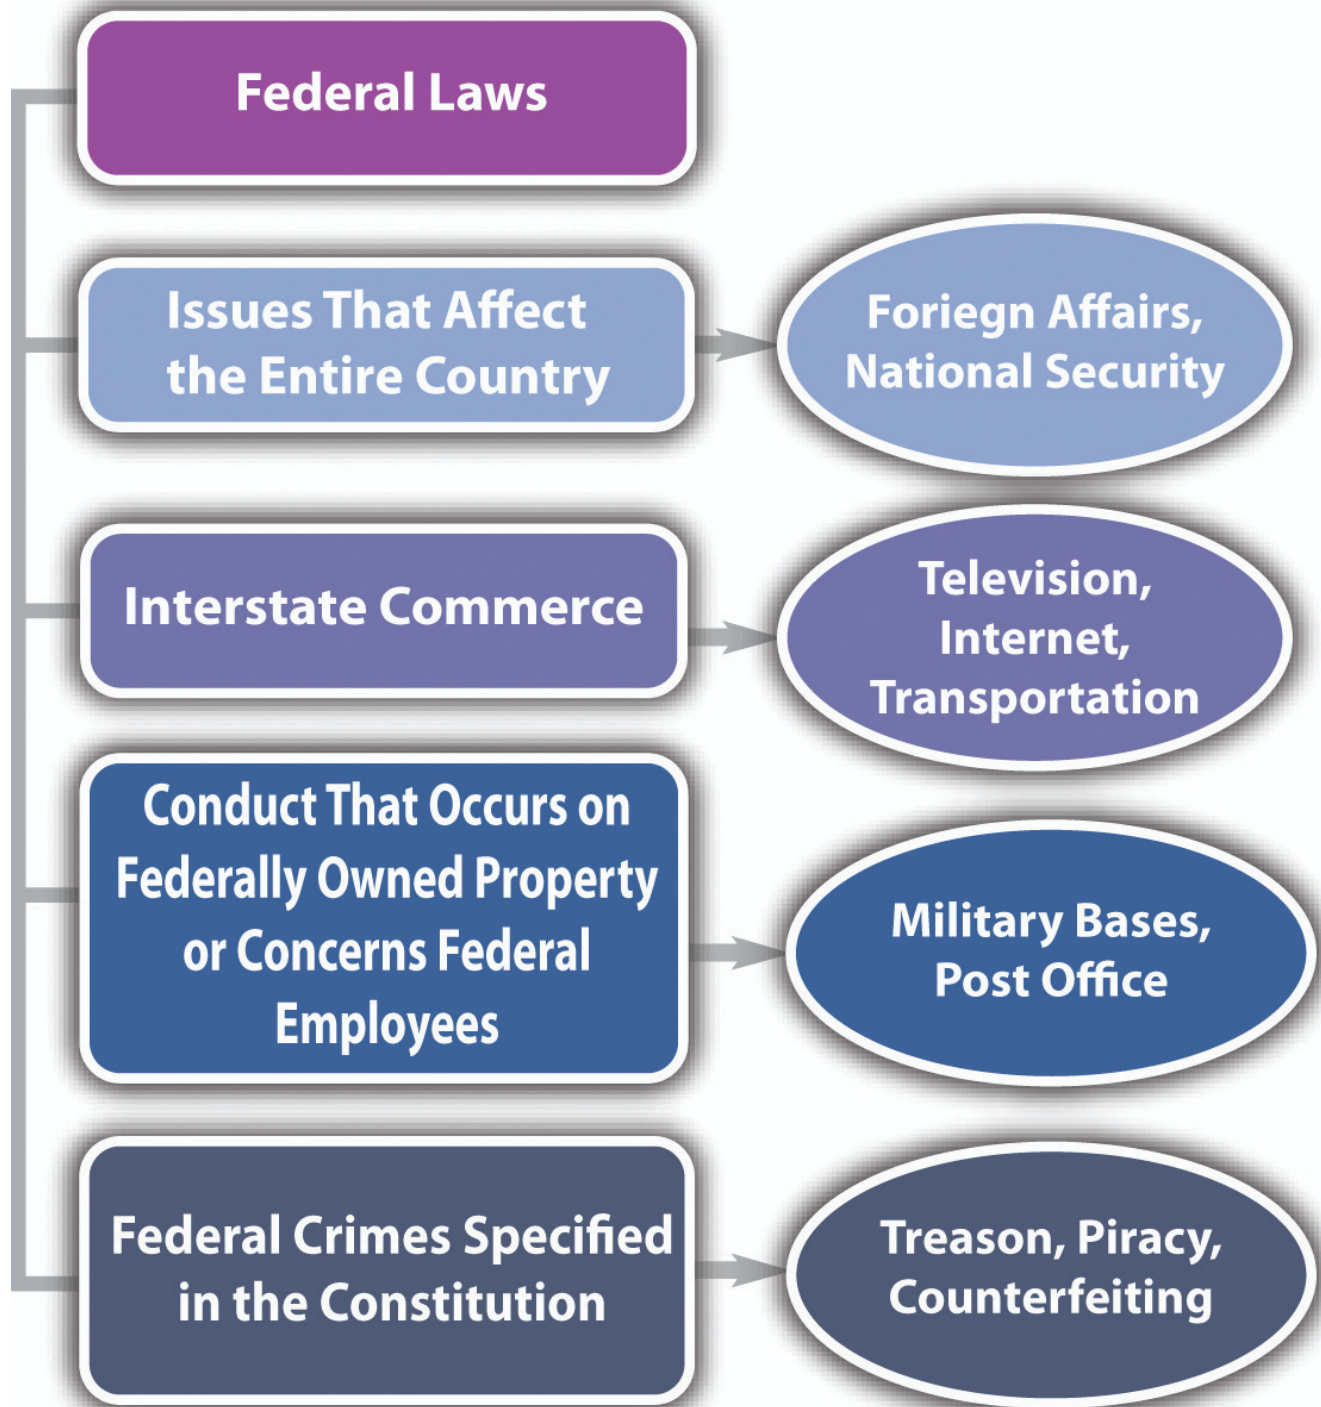 Federal Laws
Issues That Affect
the Entire Country
Foriegn Affairs,
National Security
Interstate Commerce
Television,
Internet,
Transportation
Conduct That Occurs on
Federally Owned Property
or Concerns Federal
Employees
Military Bases,
Post Office
Federal Crimes Specified
in the Constitution
Treason, Piracy,
Counterfeiting